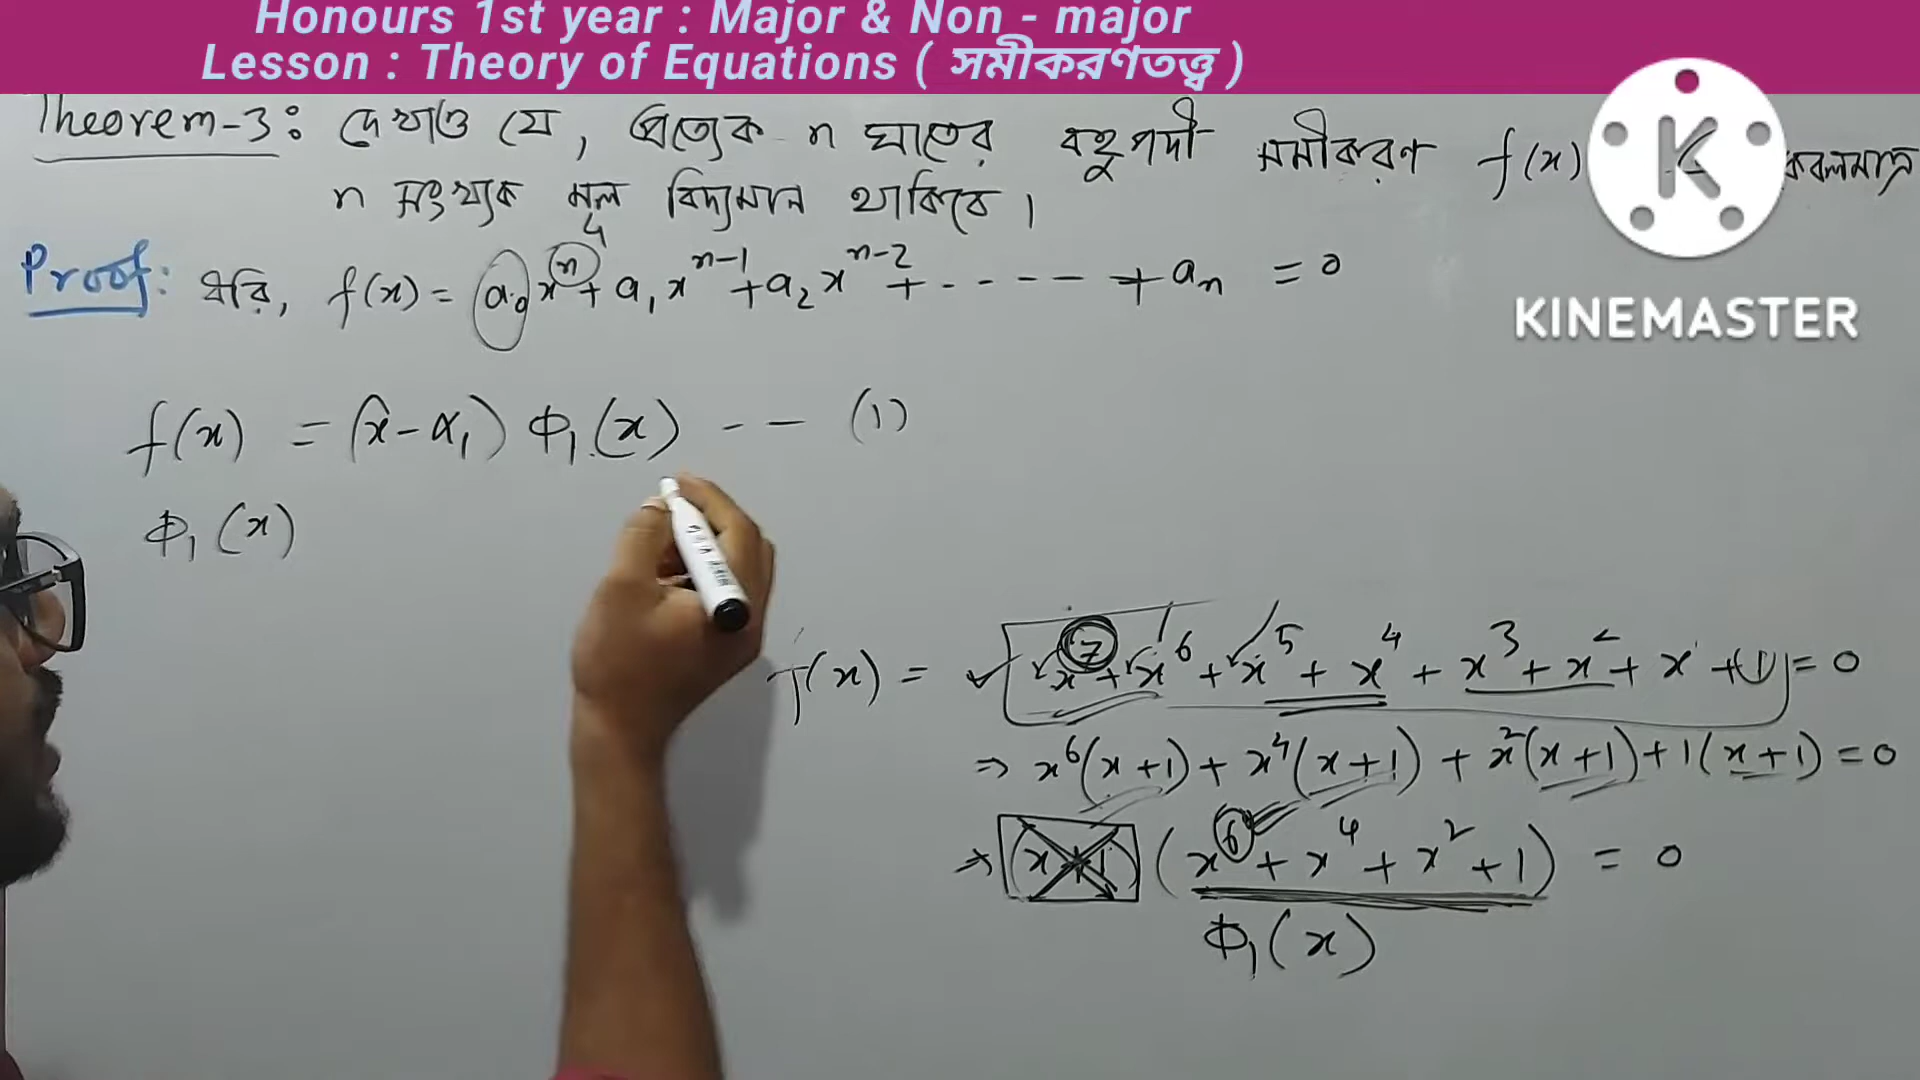 Honours 1st year : Major & Non - major
Lesson : Theory of Equations ( সমীকরণতত্ত্ব )
Theorem-3: দেখাও যে, প্রত্যেক n ঘাতের বহুপদী সমীকরণ f(x) কেবলমাত্র
n সংখ্যক মূল বিদ্যমান থাকিবে।
4
Proof: ধরি, f(x) = a₀xⁿ + a₁xⁿ⁻¹ + a₂xⁿ⁻² + ---- + aₙ = 0
KINEMASTER
f(x) = (x-α₁) Φ₁(x) -- (1)
Φ₁(x)
f(x) = x⁷ + x⁶ + x⁵ + x⁴ + x³ + x² + x + 1 = 0
⇒ x⁶(x+1) + x⁴(x+1) + x²(x+1) + 1(x+1) = 0
⇒ (x+1) (x⁶ + x⁴ + x² + 1) = 0
Φ₁(x)